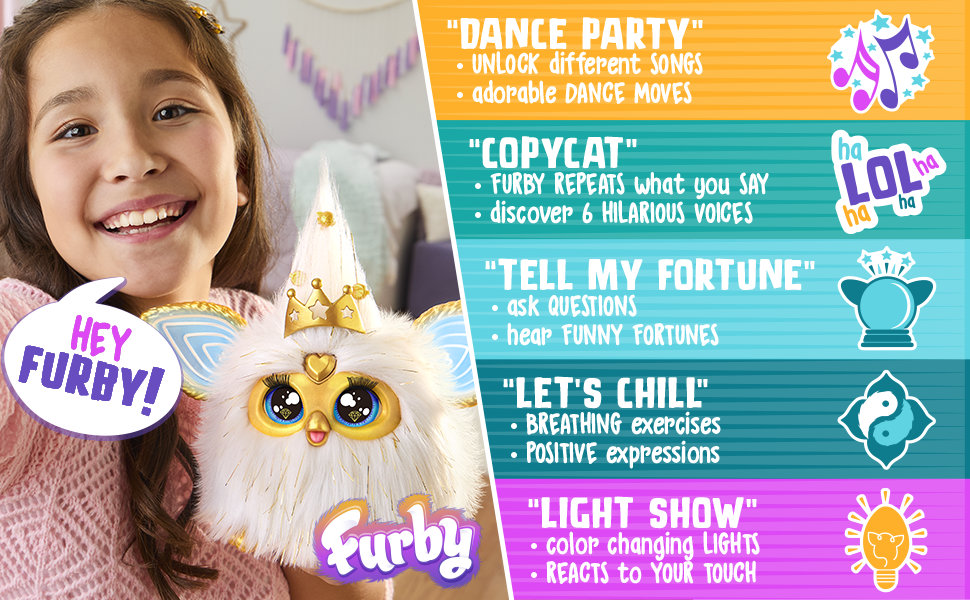 HEY
FURBY!
Furby
"DANCE PARTY"
• UNLOCK different SONGS
• adorable DANCE MOVES
"COPYCAT"
• FURBY REPEATS what you SAY
• discover 6 HILARIOUS VOICES
ha
LOL
ha
ha
ha
"TELL MY FORTUNE"
• ask QUESTIONS
• hear FUNNY FORTUNES
"LET'S CHILL"
• BREATHING exercises
• POSITIVE expressions
"LIGHT SHOW"
• color changing LIGHTS
• REACTS to YOUR TOUCH